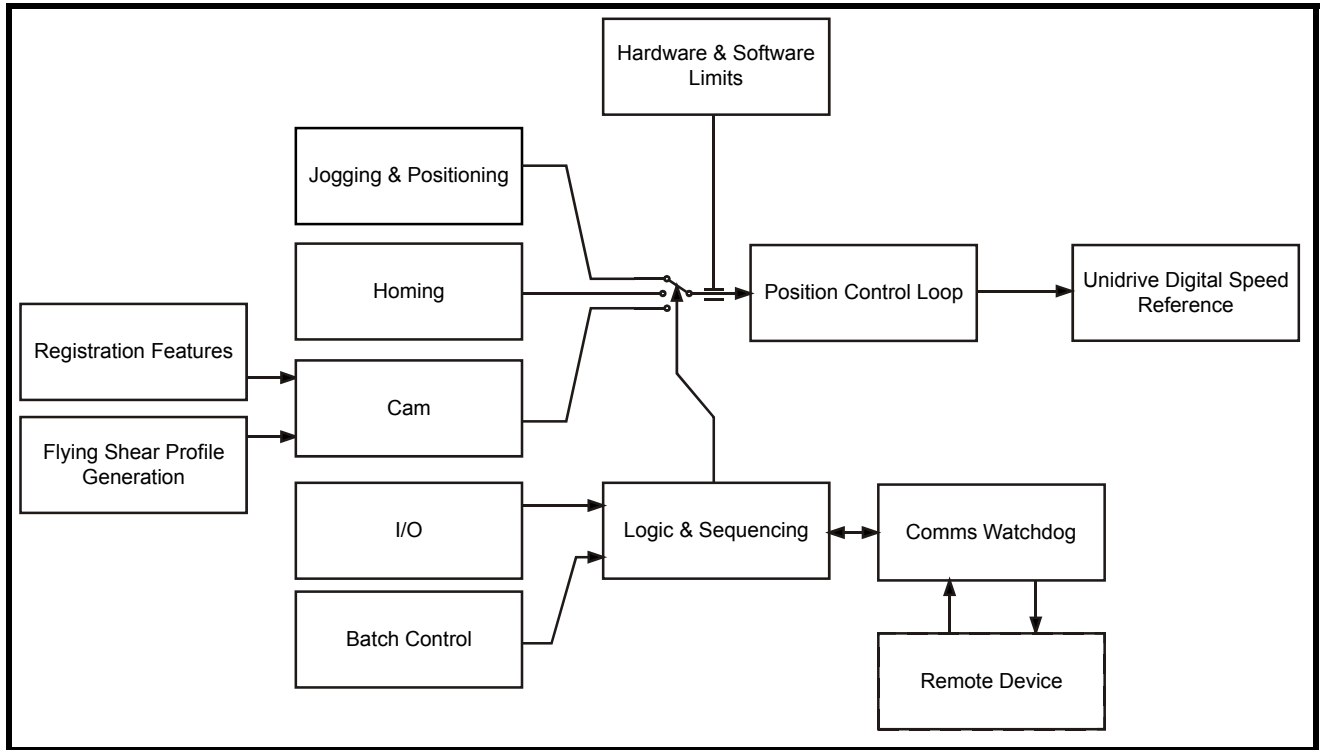 Hardware & Software
Limits
Jogging & Positioning
Homing
Position Control Loop
Unidrive Digital Speed
Reference
Registration Features
Cam
Flying Shear Profile
Generation
I/O
Logic & Sequencing
Comms Watchdog
Batch Control
Remote Device